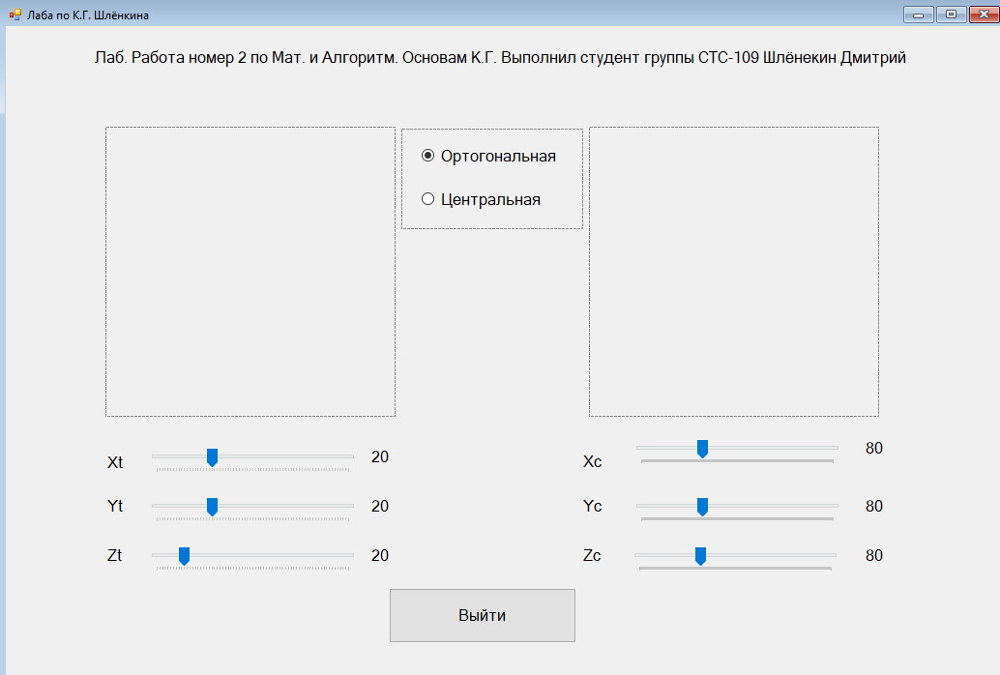 Лаба по К.Г. Шлёнкина
Лаб. Работа номер 2 по Мат. и Алгоритм. Основам К.Г. Выполнил студент группы СТС-109 Шлёнекин Дмитрий
Ортогональная
Центральная
Xt 20
Yt 20
Zt 20
Xc 80
Yc 80
Zc 80
Выйти